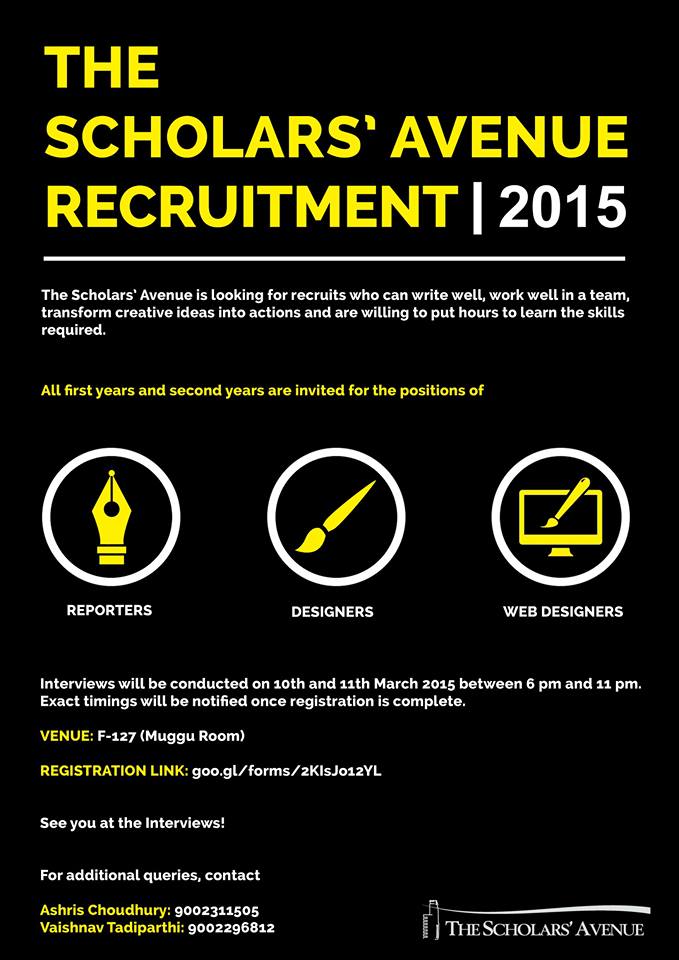 THE
SCHOLARS' AVENUE
RECRUITMENT | 2015
The Scholars' Avenue is looking for recruits who can write well, work well in a team,
transform creative ideas into actions and are willing to put hours to learn the skills
required.
All first years and second years are invited for the positions of
REPORTERS
DESIGNERS
WEB DESIGNERS
Interviews will be conducted on 10th and 11th March 2015 between 6 pm and 11 pm.
Exact timings will be notified once registration is complete.
VENUE: F-127 (Muggu Room)
REGISTRATION LINK: goo.gl/forms/2KIsJo12YL
See you at the Interviews!
For additional queries, contact
Ashris Choudhury: 9002311505
Vaishnav Tadiparthi: 9002296812
THE SCHOLARS' AVENUE